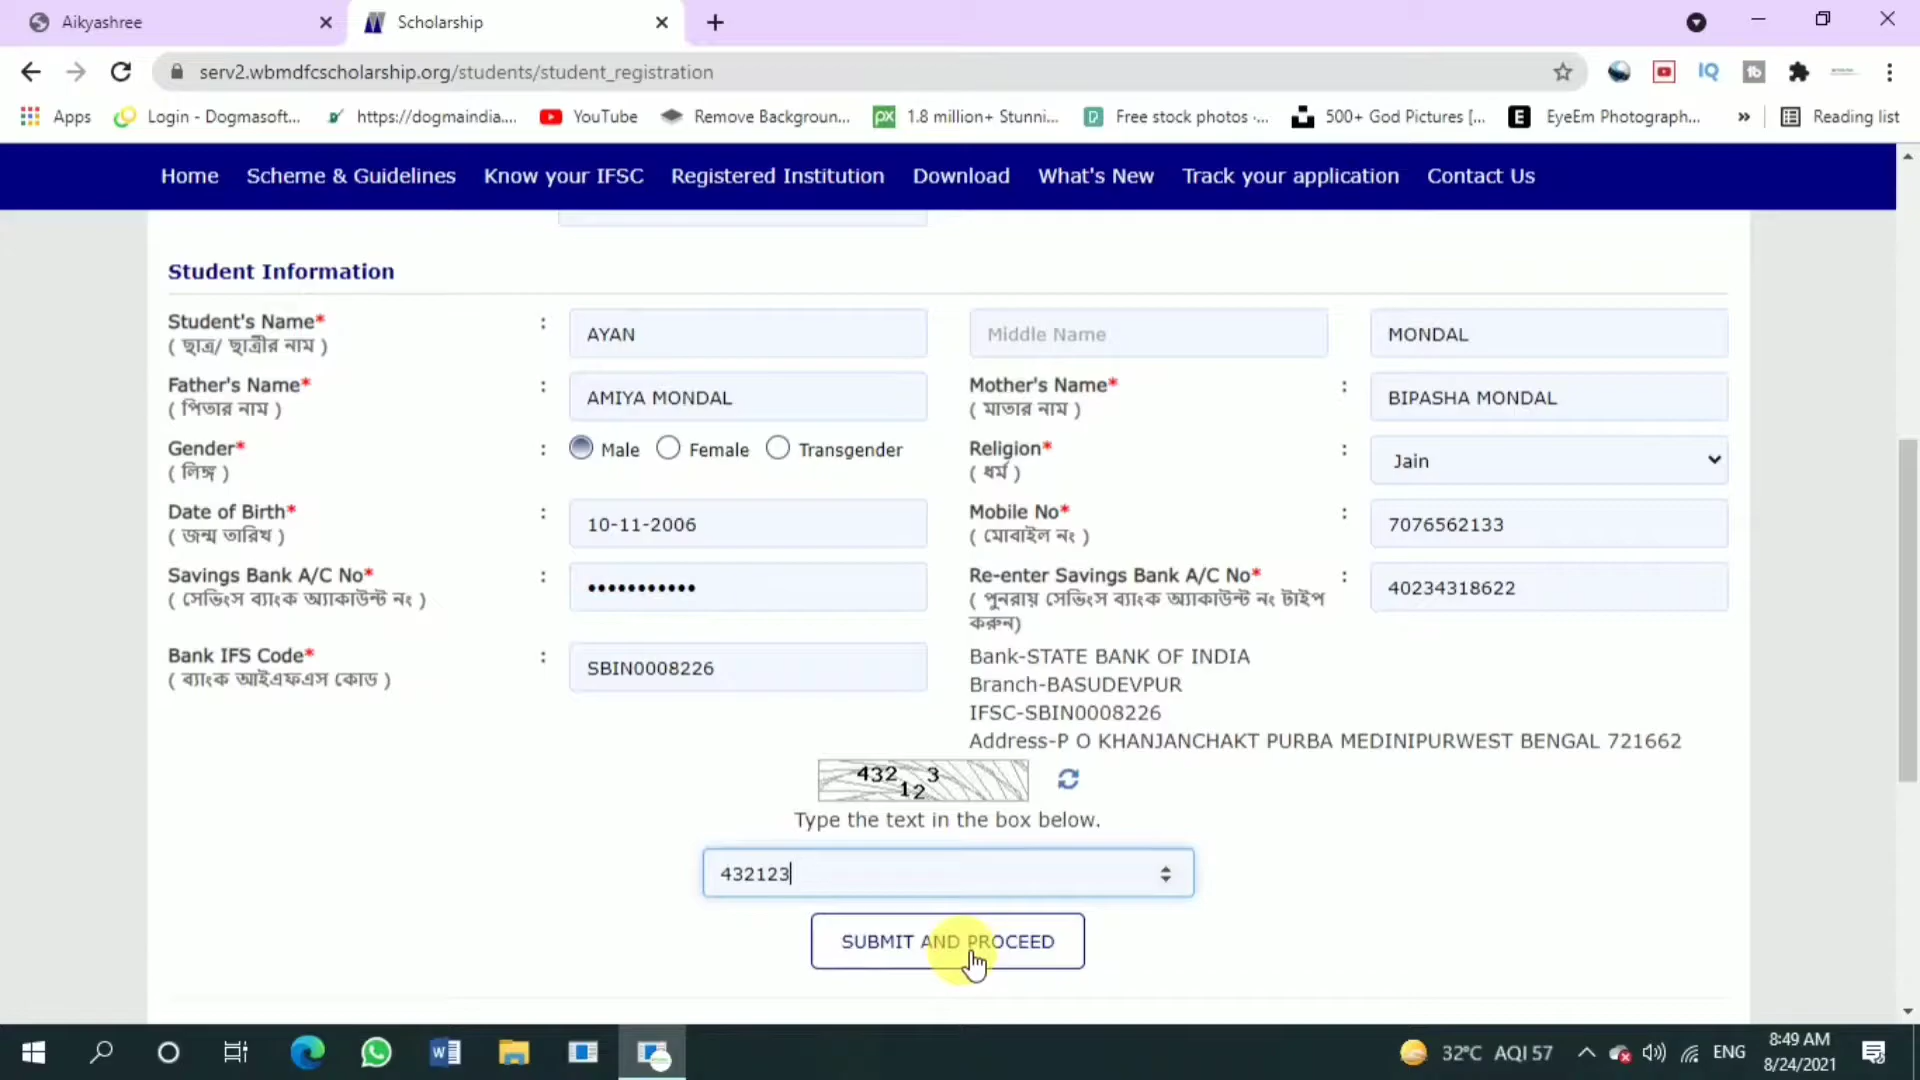 Aikyashree
Scholarship
serv2.wbmdfcscholarship.org/students/student_registration
Apps
Login - Dogmasoft...
https://dogmaindia....
YouTube
Remove Backgroun...
1.8 million+ Stunni...
Free stock photos ·...
500+ God Pictures [...
EyeEm Photograph...
»
Reading list
Home
Scheme & Guidelines
Know your IFSC
Registered Institution
Download
What's New
Track your application
Contact Us
Student Information
Student's Name* : AYAN Middle Name MONDAL
( ছাত্র/ ছাত্রীর নাম )
Father's Name* : AMIYA MONDAL Mother's Name* : BIPASHA MONDAL
( পিতার নাম ) ( মাতার নাম )
Gender* : Male Female Transgender Religion* : Jain
( লিঙ্গ ) ( ধর্ম )
Date of Birth* : 10-11-2006 Mobile No* : 7076562133
( জন্ম তারিখ ) ( মোবাইল নং )
Savings Bank A/C No* : ••••••••••• Re-enter Savings Bank A/C No* : 40234318622
( সেভিংস ব্যাংক অ্যাকাউন্ট নং ) ( পুনরায় সেভিংস ব্যাংক অ্যাকাউন্ট নং টাইপ
করুন)
Bank IFS Code* : SBIN0008226 Bank-STATE BANK OF INDIA
( ব্যাংক আইএফএস কোড ) Branch-BASUDEVPUR
IFSC-SBIN0008226
Address-P O KHANJANCHAKT PURBA MEDINIPURWEST BENGAL 721662
432123
Type the text in the box below.
432123
SUBMIT AND PROCEED
32°C AQI 57
ENG
8:49 AM
8/24/2021